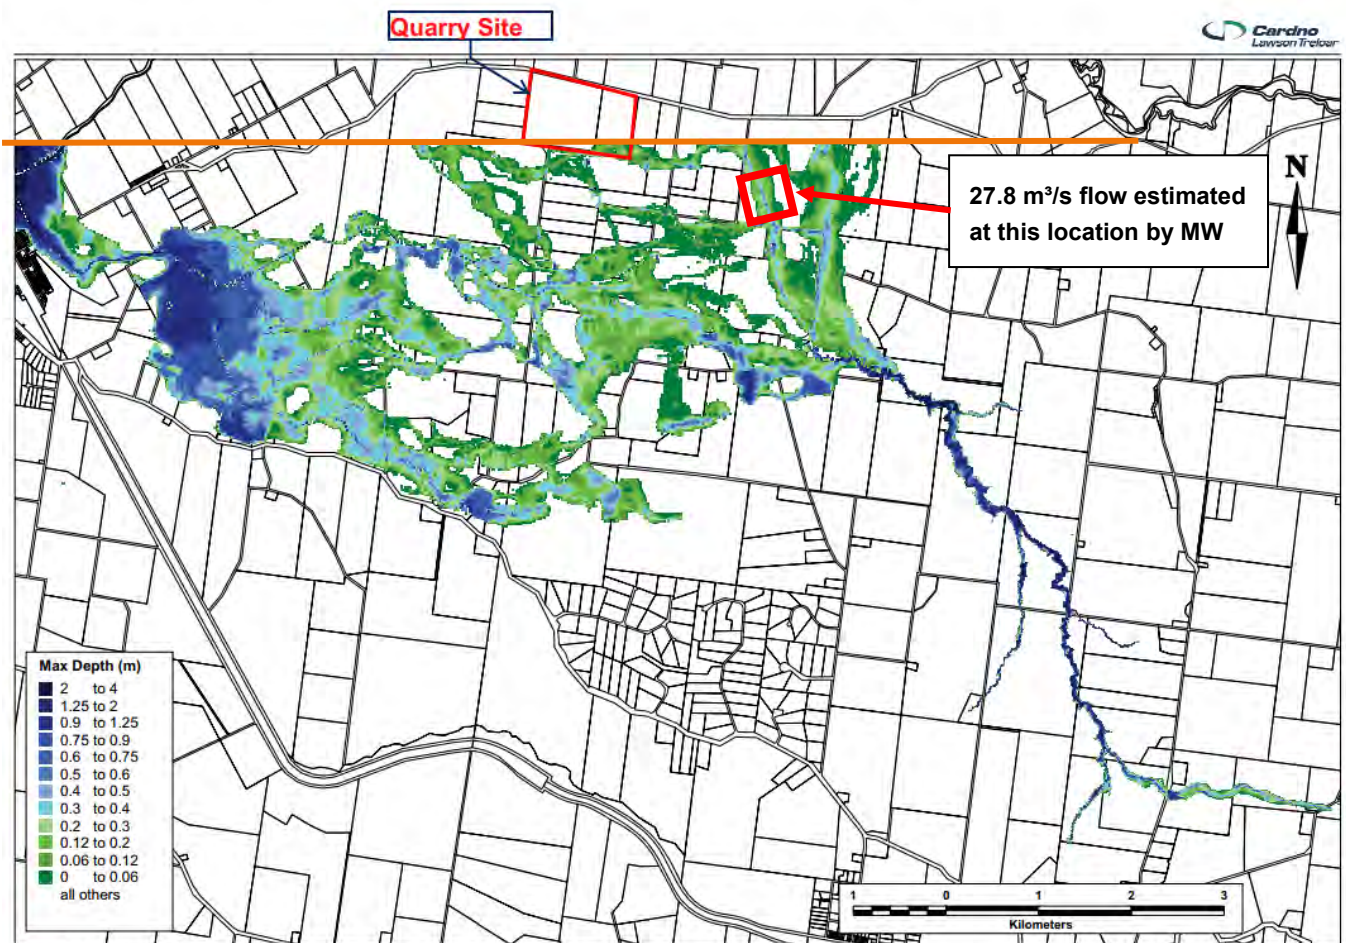 Quarry Site
Cardno
Lawson Treloar
27.8 m³/s flow estimated
at this location by MW
N
Max Depth (m)
2 to 4
1.25 to 2
0.9 to 1.25
0.75 to 0.9
0.6 to 0.75
0.5 to 0.6
0.4 to 0.5
0.3 to 0.4
0.2 to 0.3
0.12 to 0.2
0.06 to 0.12
0 to 0.06
all others
1 0 1 2 3
Kilometers